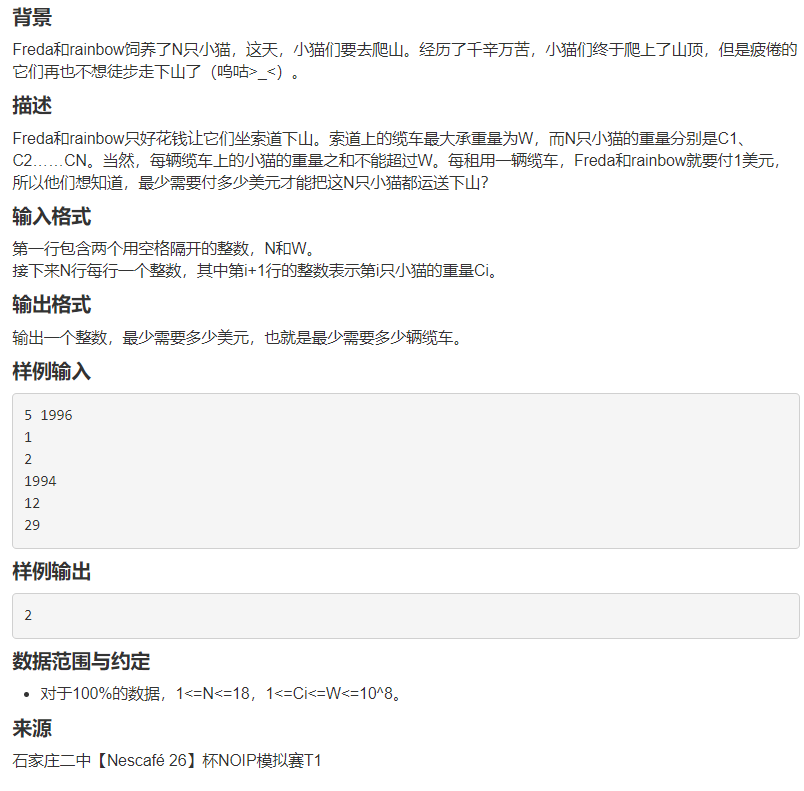 背景
Freda和rainbow饲养了N只小猫，这天，小猫们要去爬山。经历了千辛万苦，小猫们终于爬上了山顶，但是疲倦的
它们再也不想徒步走下山了（呜咕>_<）。
描述
Freda和rainbow只好花钱让它们坐索道下山。索道上的缆车最大承重量为W，而N只小猫的重量分别是C1、
C2……CN。当然，每辆缆车上的小猫的重量之和不能超过W。每租用一辆缆车，Freda和rainbow就要付1美元，
所以他们想知道，最少需要付多少美元才能把这N只小猫都运送下山？
输入格式
第一行包含两个用空格隔开的整数，N和W。
接下来N行每行一个整数，其中第i+1行的整数表示第i只小猫的重量Ci。
输出格式
输出一个整数，最少需要多少美元，也就是最少需要多少辆缆车。
样例输入
5 1996
1
2
1994
12
29
样例输出
2
数据范围与约定
• 对于100%的数据，1<=N<=18，1<=Ci<=W<=10^8。
来源
石家庄二中【Nescafé 26】杯NOIP模拟赛T1